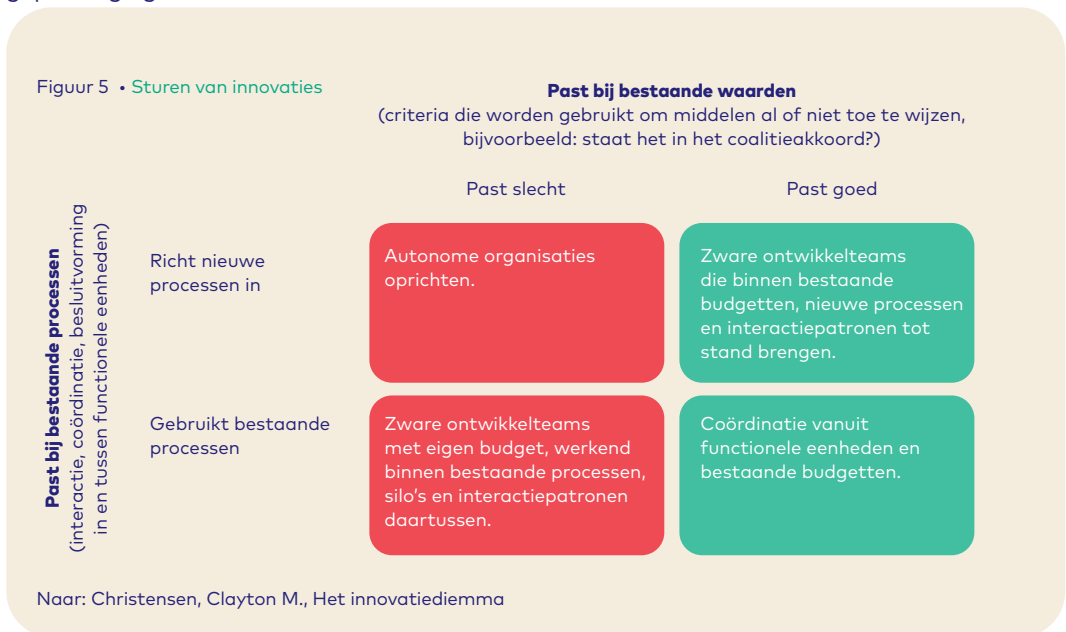 Figuur 5 • Sturen van innovaties
Past bij bestaande waarden
(criteria die worden gebruikt om middelen al of niet toe te wijzen,
bijvoorbeeld: staat het in het coalitieakkoord?)
Past slecht
Past goed
Past bij bestaande processen
(interactie, coördinatie, besluitvorming
in en tussen functionele eenheden)
Richt nieuwe
processen in
Autonome organisaties
oprichten.
Zware ontwikkelteams
die binnen bestaande
budgetten, nieuwe processen
en interactiepatronen tot
stand brengen.
Gebruikt bestaande
processen
Zware ontwikkelteams
met eigen budget, werkend
binnen bestaande processen,
silo's en interactiepatronen
daartussen.
Coördinatie vanuit
functionele eenheden en
bestaande budgetten.
Naar: Christensen, Clayton M., Het innovatiediemma